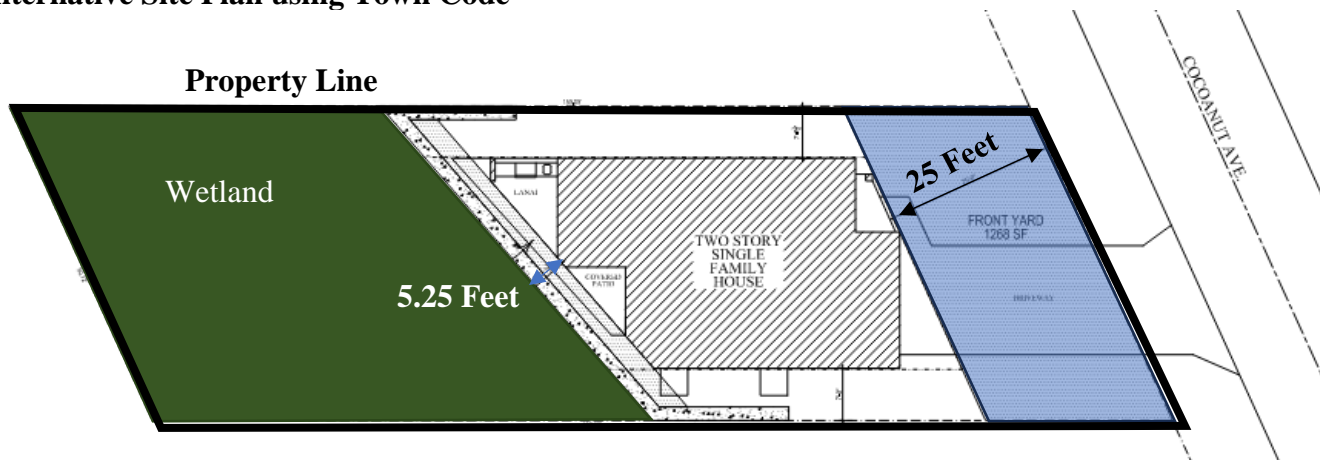 Alternative Site Plan using Town Code
Property Line
COCOANUT AVE.
Wetland
25 Feet
LANAI
FRONT YARD
1268 SF
TWO STORY
SINGLE
FAMILY
HOUSE
COVERED
PATIO
5.25 Feet
DRIVEWAY